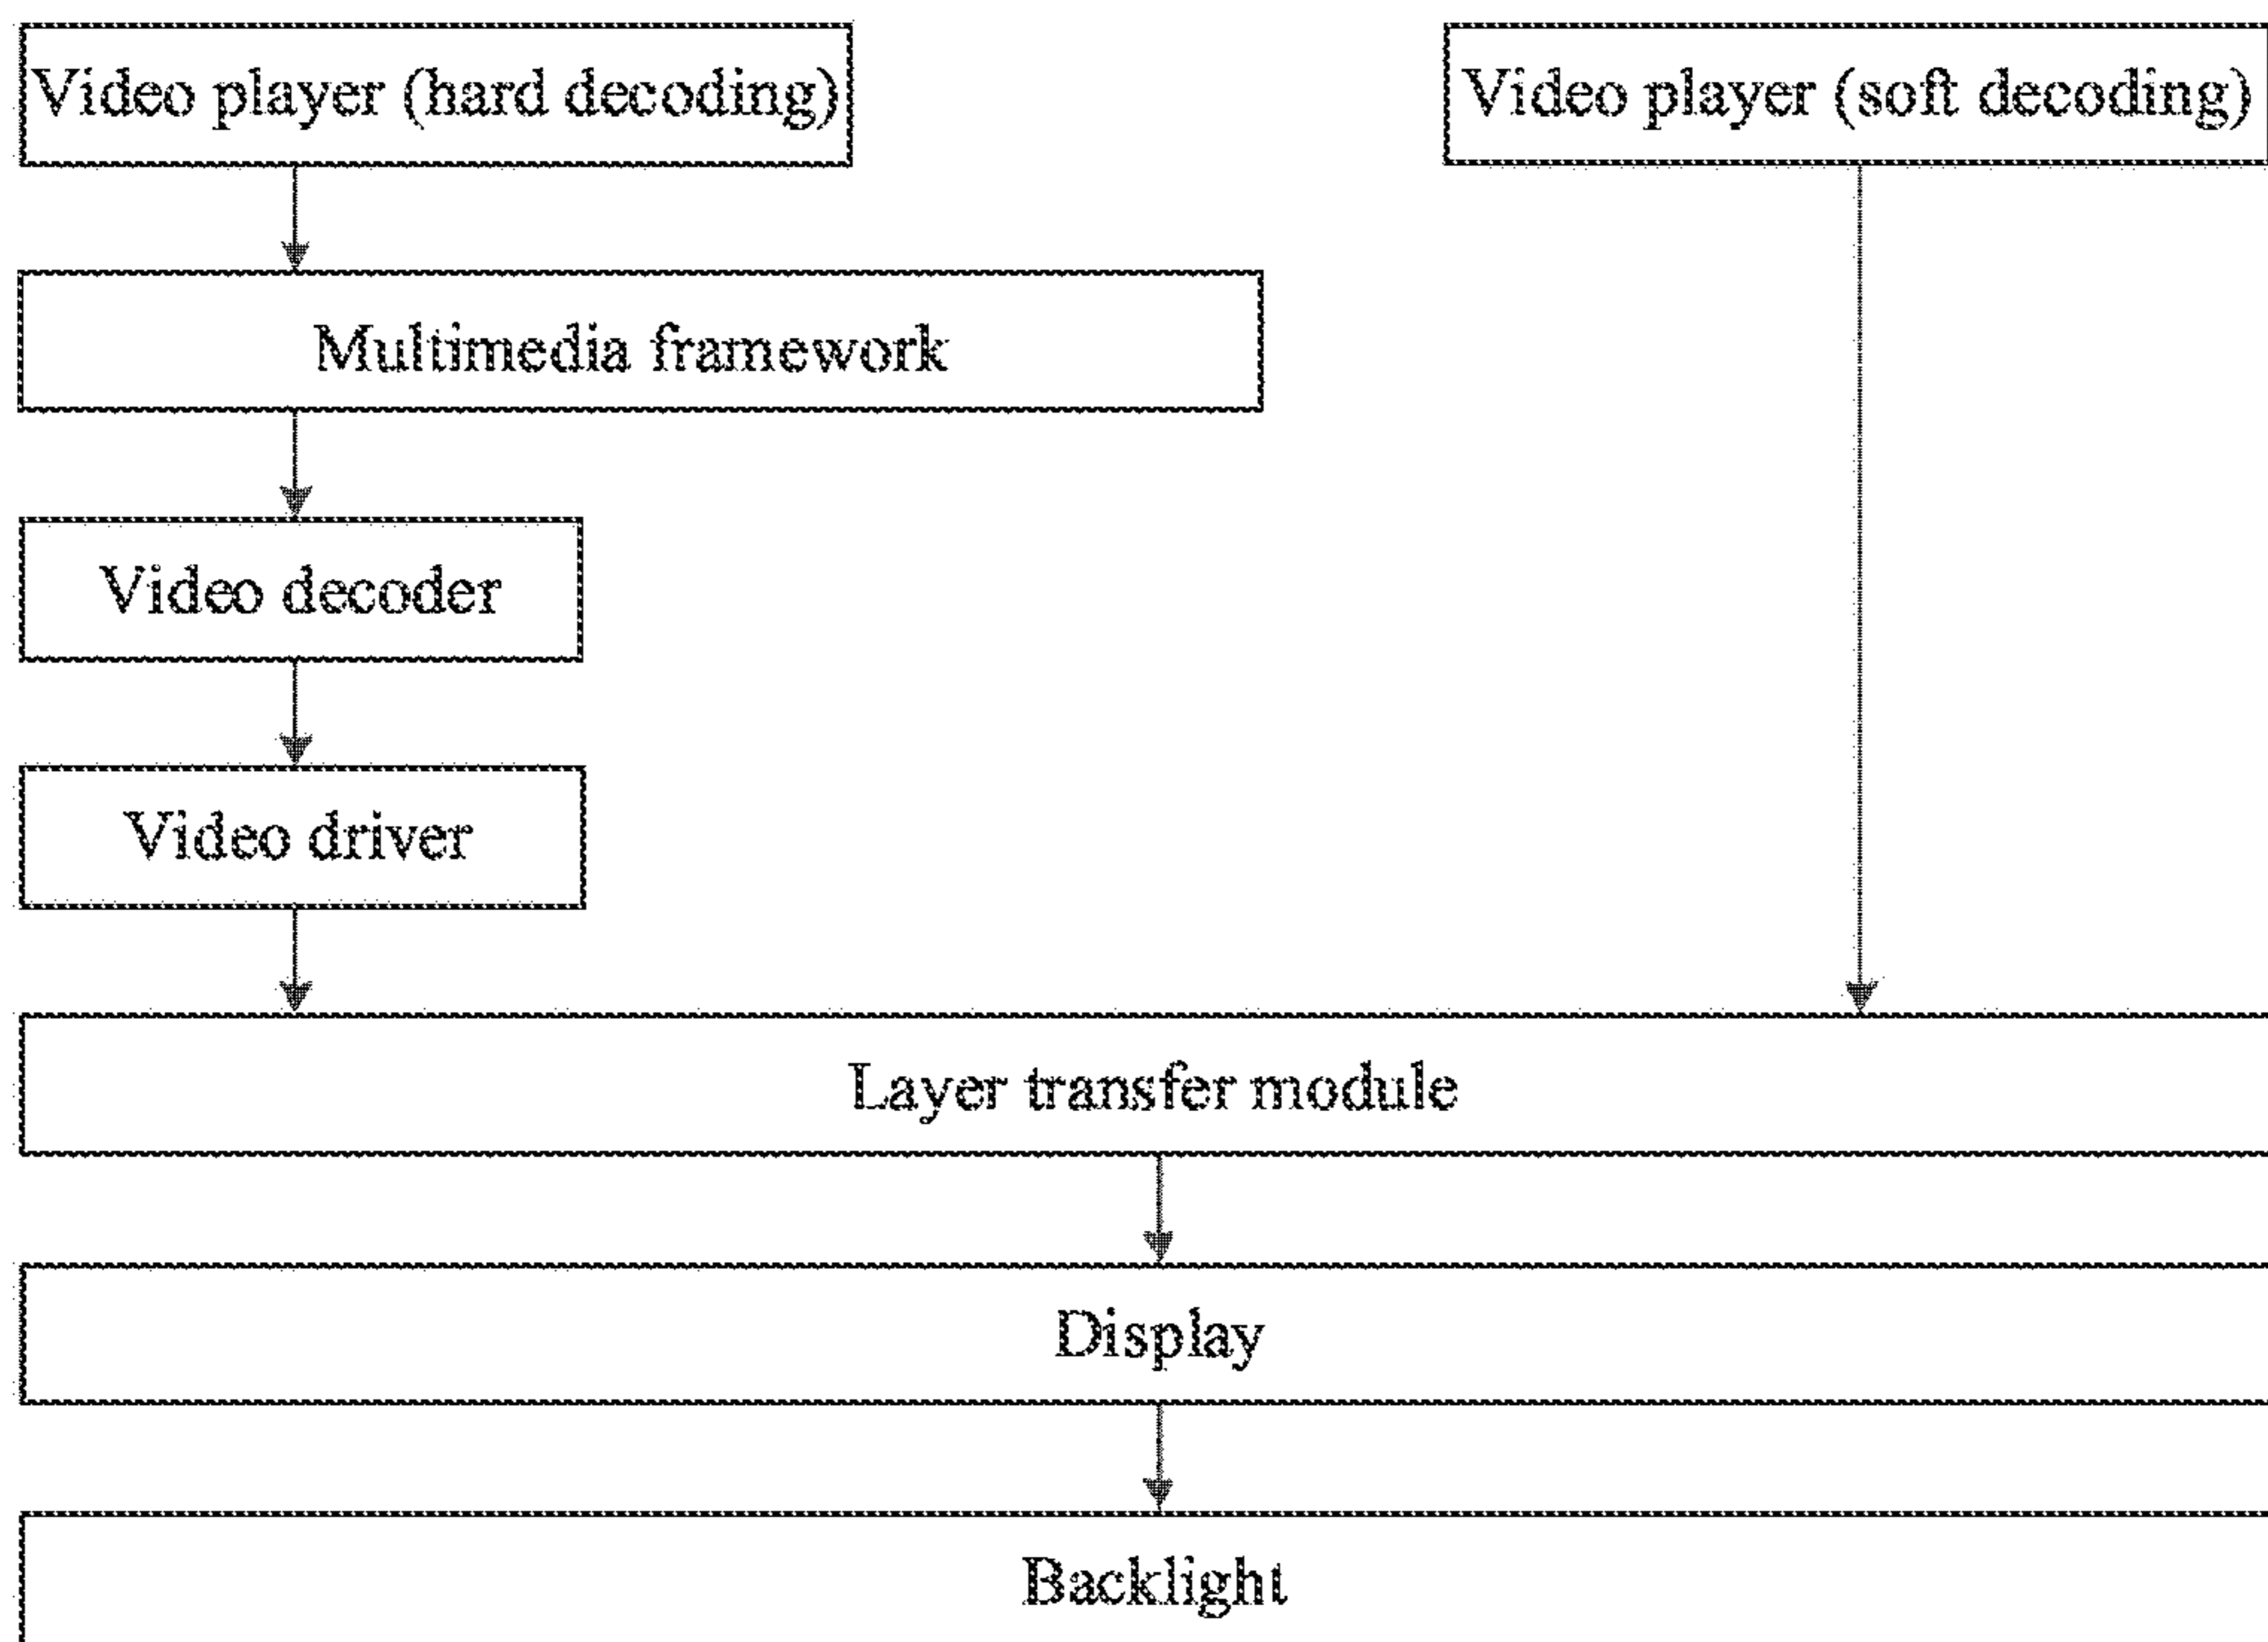 Video player (hard decoding)
Video player (soft decoding)
Multimedia framework
Video decoder
Video driver
Layer transfer module
Display
Backlight